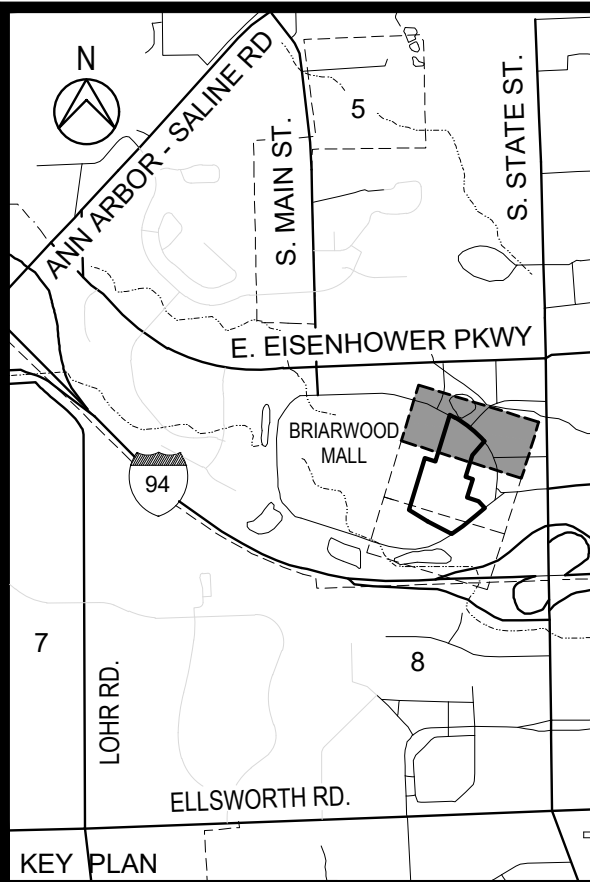 N
ANN ARBOR - SALINE RD
S. MAIN ST.
5
S. STATE ST.
E. EISENHOWER PKWY
BRIARWOOD
MALL
94
7
LOHR RD.
8
ELLSWORTH RD.
KEY PLAN